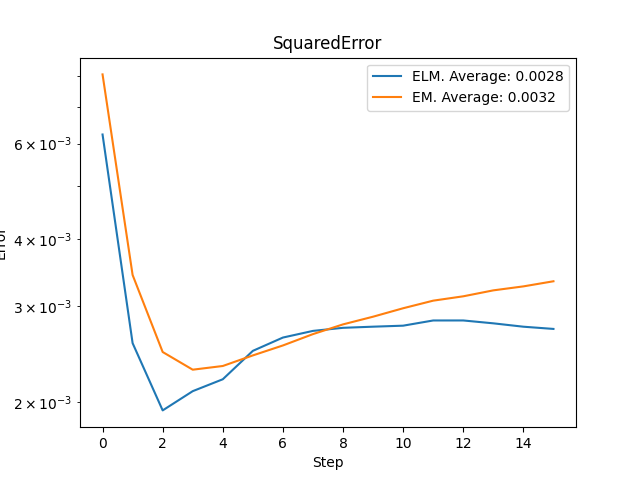 SquaredError
ELM. Average: 0.0028
EM. Average: 0.0032
6 × 10⁻³
4 × 10⁻³
3 × 10⁻³
2 × 10⁻³
Error
0 2 4 6 8 10 12 14
Step